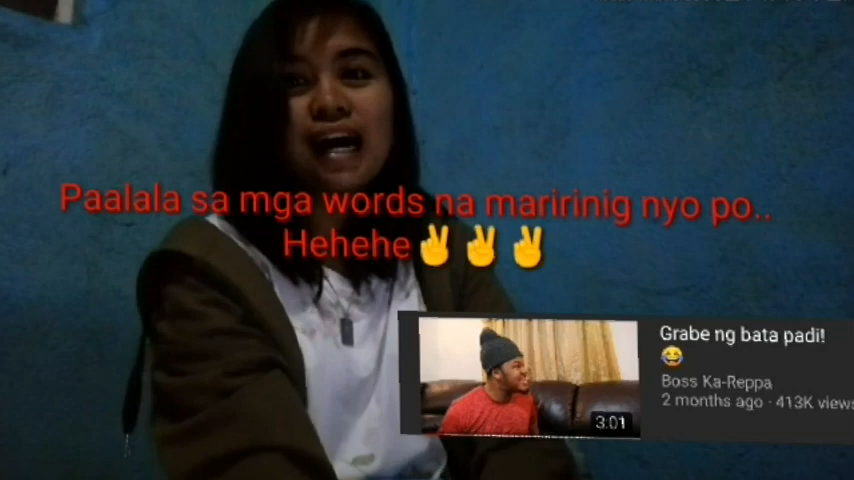 Paalala sa mga words na maririnig nyo po..
Hehehe✌✌✌
Grabe ng bata padi!
😂
Boss Ka-Reppa
2 months ago · 413K views
3:01